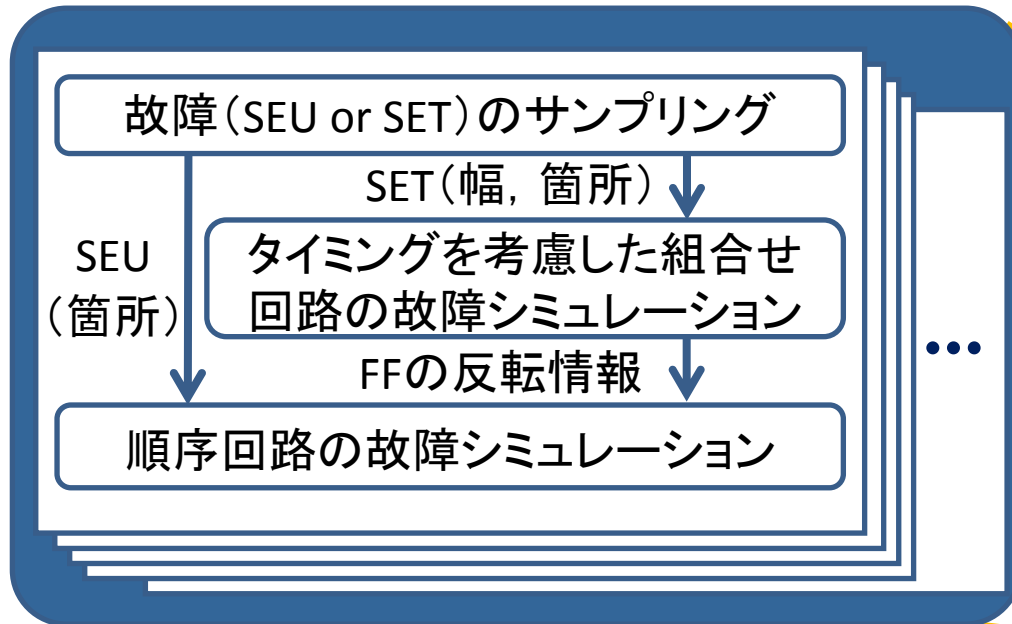 故障（SEU or SET）のサンプリング
SET（幅，箇所）
SEU
（箇所）
タイミングを考慮した組合せ
回路の故障シミュレーション
FFの反転情報
順序回路の故障シミュレーション
…